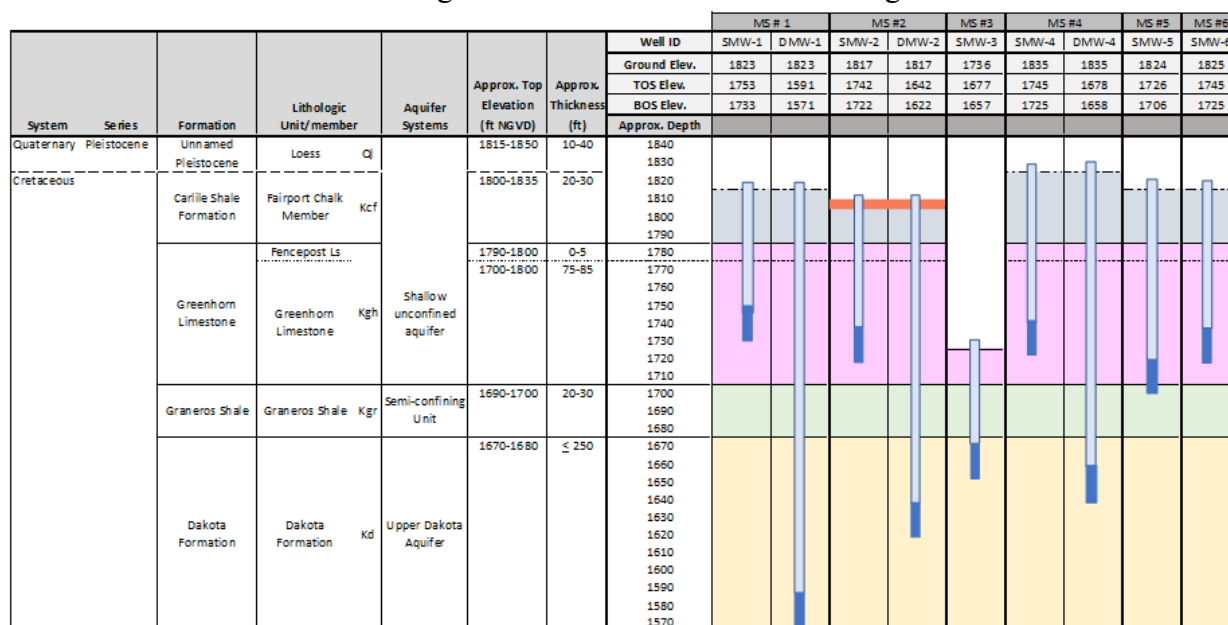 MS # 1 MS #2 MS #3 MS #4 MS #5 MS #6
Well ID SMW-1 DMW-1 SMW-2 DMW-2 SMW-3 SMW-4 DMW-4 SMW-5 SMW-6
Ground Elev. 1823 1823 1817 1817 1736 1835 1835 1824 1825
Approx. Top Approx. TOS Elev. 1753 1591 1742 1642 1677 1745 1678 1726 1745
Lithologic Aquifer Elevation Thickness BOS Elev. 1733 1571 1722 1622 1657 1725 1658 1706 1725
System Series Formation Unit/member Systems (ft NGVD) (ft) Approx. Depth
Quaternary Pleistocene Unnamed Pleistocene Loess Ql 1815-1850 10-40 1840
1830
Cretaceous 1800-1835 20-30 1820
Carlile Shale Fairport Chalk Kcf 1810
Formation Member 1800
1790
Fencepost Ls 1790-1800 0-5 1780
1700-1800 75-85 1770
1760
Greenhorn Greenhorn Kgh Shallow 1750
Limestone Limestone unconfined 1740
aquifer 1730
1720
1710
1690-1700 20-30 1700
Graneros Shale Graneros Shale Kgr Semi-confining 1690
Unit 1680
1670-1680 ≤ 250 1670
1660
1650
1640
1630
Dakota Dakota Kd Upper Dakota 1620
Formation Formation Aquifer 1610
1600
1590
1580
1570